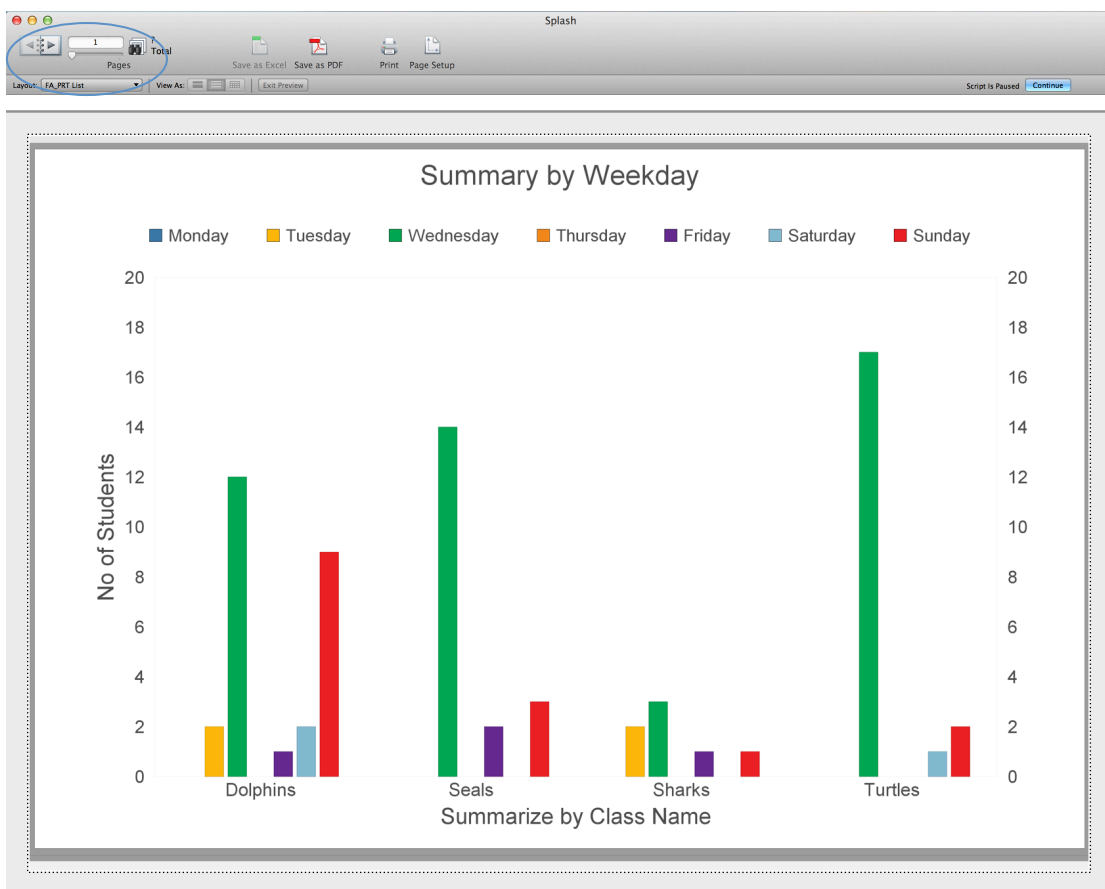 Splash
1
?
Total
Pages
Save as Excel Save as PDF Print Page Setup
Layout: FA_PRT List View As: Exit Preview Script Is Paused Continue
Summary by Weekday
Monday Tuesday Wednesday Thursday Friday Saturday Sunday
20 20
18 18
16 16
14 14
12 12
10 10
8 8
6 6
4 4
2 2
0 0
No of Students
Dolphins Seals Sharks Turtles
Summarize by Class Name